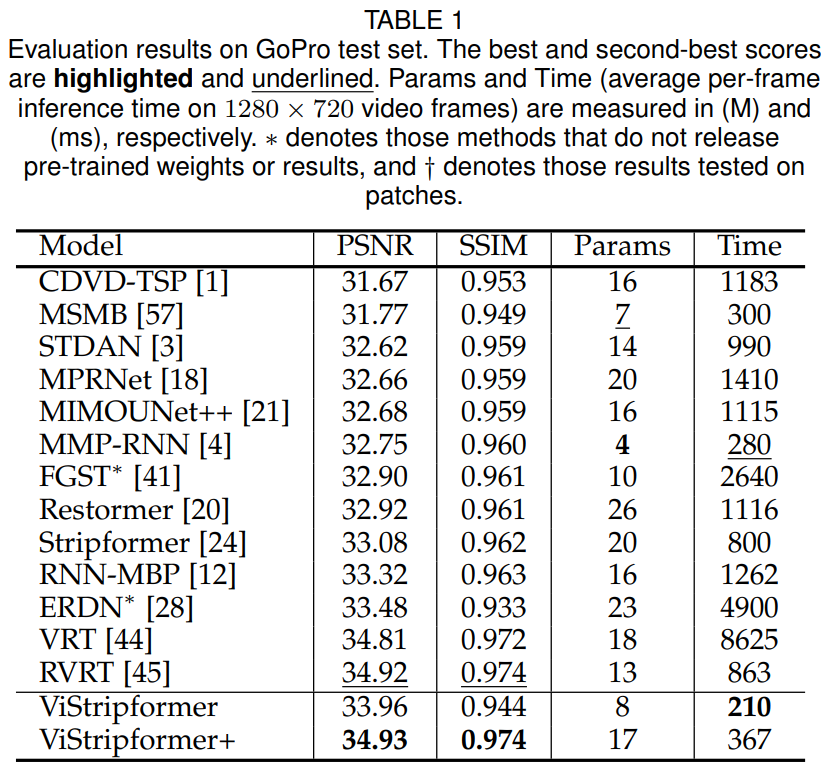 TABLE 1
Evaluation results on GoPro test set. The best and second-best scores
are highlighted and underlined. Params and Time (average per-frame
inference time on 1280 × 720 video frames) are measured in (M) and
(ms), respectively. ∗ denotes those methods that do not release
pre-trained weights or results, and † denotes those results tested on
patches.
Model PSNR SSIM Params Time
CDVD-TSP [1] 31.67 0.953 16 1183
MSMB [57] 31.77 0.949 7 300
STDAN [3] 32.62 0.959 14 990
MPRNet [18] 32.66 0.959 20 1410
MIMOUNet++ [21] 32.68 0.959 16 1115
MMP-RNN [4] 32.75 0.960 4 280
FGST∗ [41] 32.90 0.961 10 2640
Restormer [20] 32.92 0.961 26 1116
Stripformer [24] 33.08 0.962 20 800
RNN-MBP [12] 33.32 0.963 16 1262
ERDN∗ [28] 33.48 0.933 23 4900
VRT [44] 34.81 0.972 18 8625
RVRT [45] 34.92 0.974 13 863
ViStripformer 33.96 0.944 8 210
ViStripformer+ 34.93 0.974 17 367